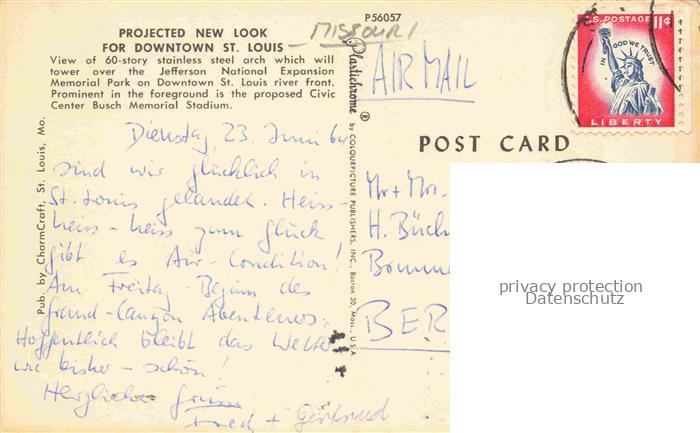 PROJECTED NEW LOOK
FOR DOWNTOWN ST. LOUIS
MISSOURI
View of 60-story stainless steel arch which will
tower over the Jefferson National Expansion
Memorial Park on Downtown St. Louis river front.
Prominent in the foreground is the proposed Civic
Center Busch Memorial Stadium.
Pub. by CharmCraft, St. Louis, Mo.
Dienstag, 23. Juni 64
sind wir glücklich in
St. Louis gelandet. Heiss-
heiss-heiss zum Glück
gibt es Air-Condition!
Am Freitag - Beginn des
Grand-Canyon Abenteuers.
Hoffentlich bleibt das Wetter
wie bisher - schön!
Herzliche Grüsse
Fred + Gertrud
P56057
Plastichrome ® by COLOURPICTURE PUBLISHERS, INC., Boston 30, Mass., U.S.A.
AIR MAIL
U.S. POSTAGE 11¢
IN GOD WE TRUST
LIBERTY
POST CARD
Mr + Mrs.
H. Büch
BER
privacy protection
Datenschutz